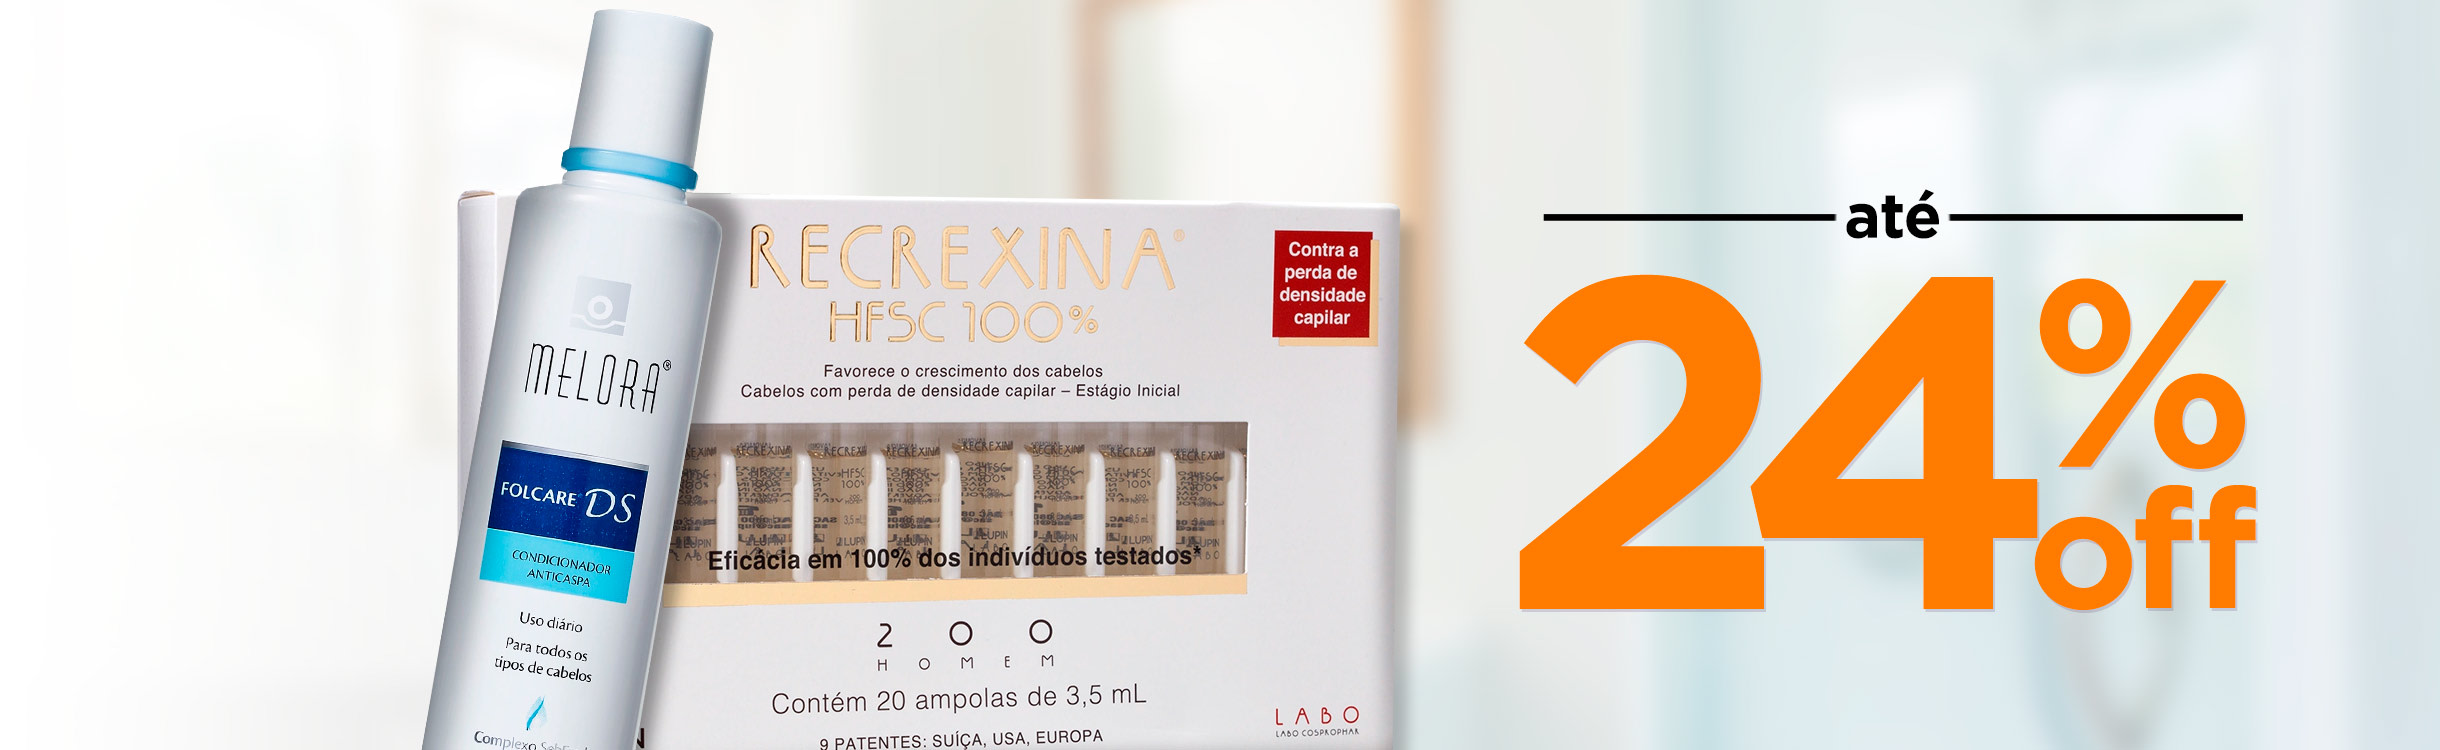 MELORA®
FOLCARE DS
CONDICIONADOR
ANTICASPA
Uso diário
Para todos os
tipos de cabelos
Complexo
RECREXINA®
HFSC 100%
Favorece o crescimento dos cabelos
Cabelos com perda de densidade capilar – Estágio Inicial
Contra a
perda de
densidade
capilar
Eficácia em 100% dos indivíduos testados*
200
HOMEM
Contém 20 ampolas de 3,5 mL
9 PATENTES: SUÍÇA, USA, EUROPA
LABO
LABO COSPROPHAR
até
24%
off